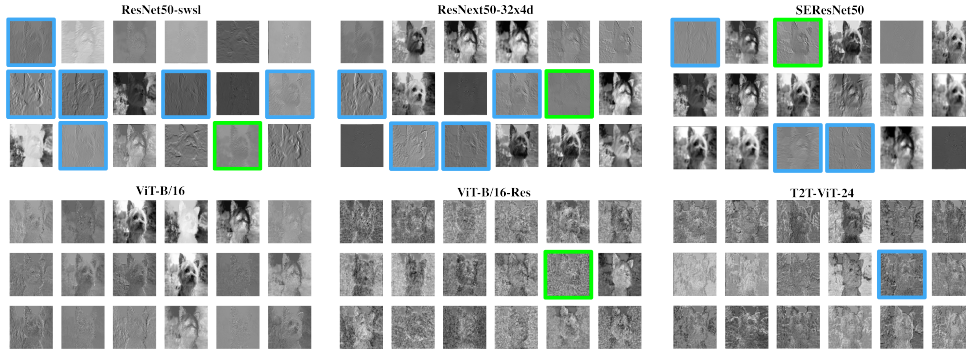 ResNet50-swsl
ResNext50-32x4d
SEResNet50
ViT-B/16
ViT-B/16-Res
T2T-ViT-24